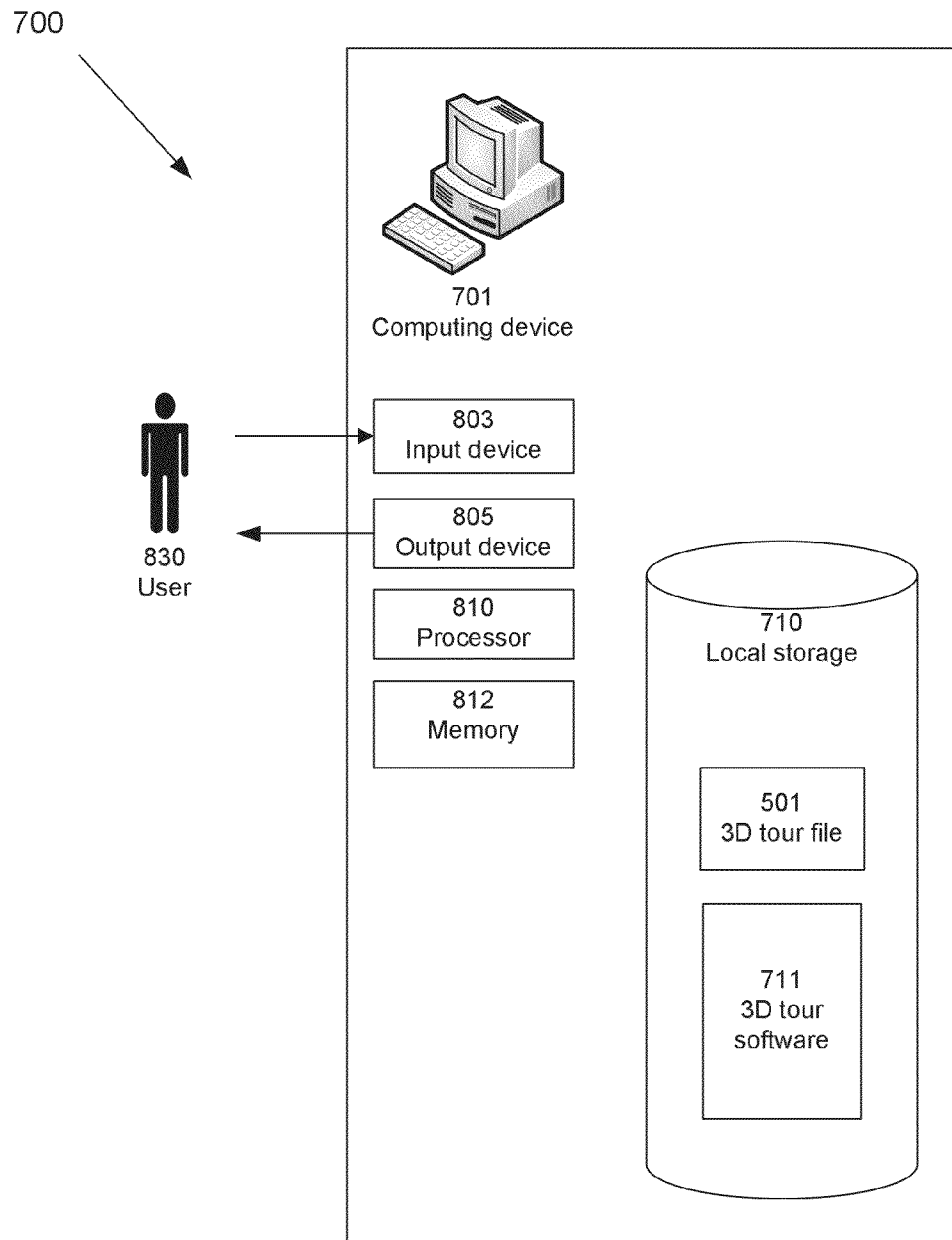 700
701
Computing device
803
Input device
805
Output device
830
User
810
Processor
812
Memory
710
Local storage
501
3D tour file
711
3D tour
software